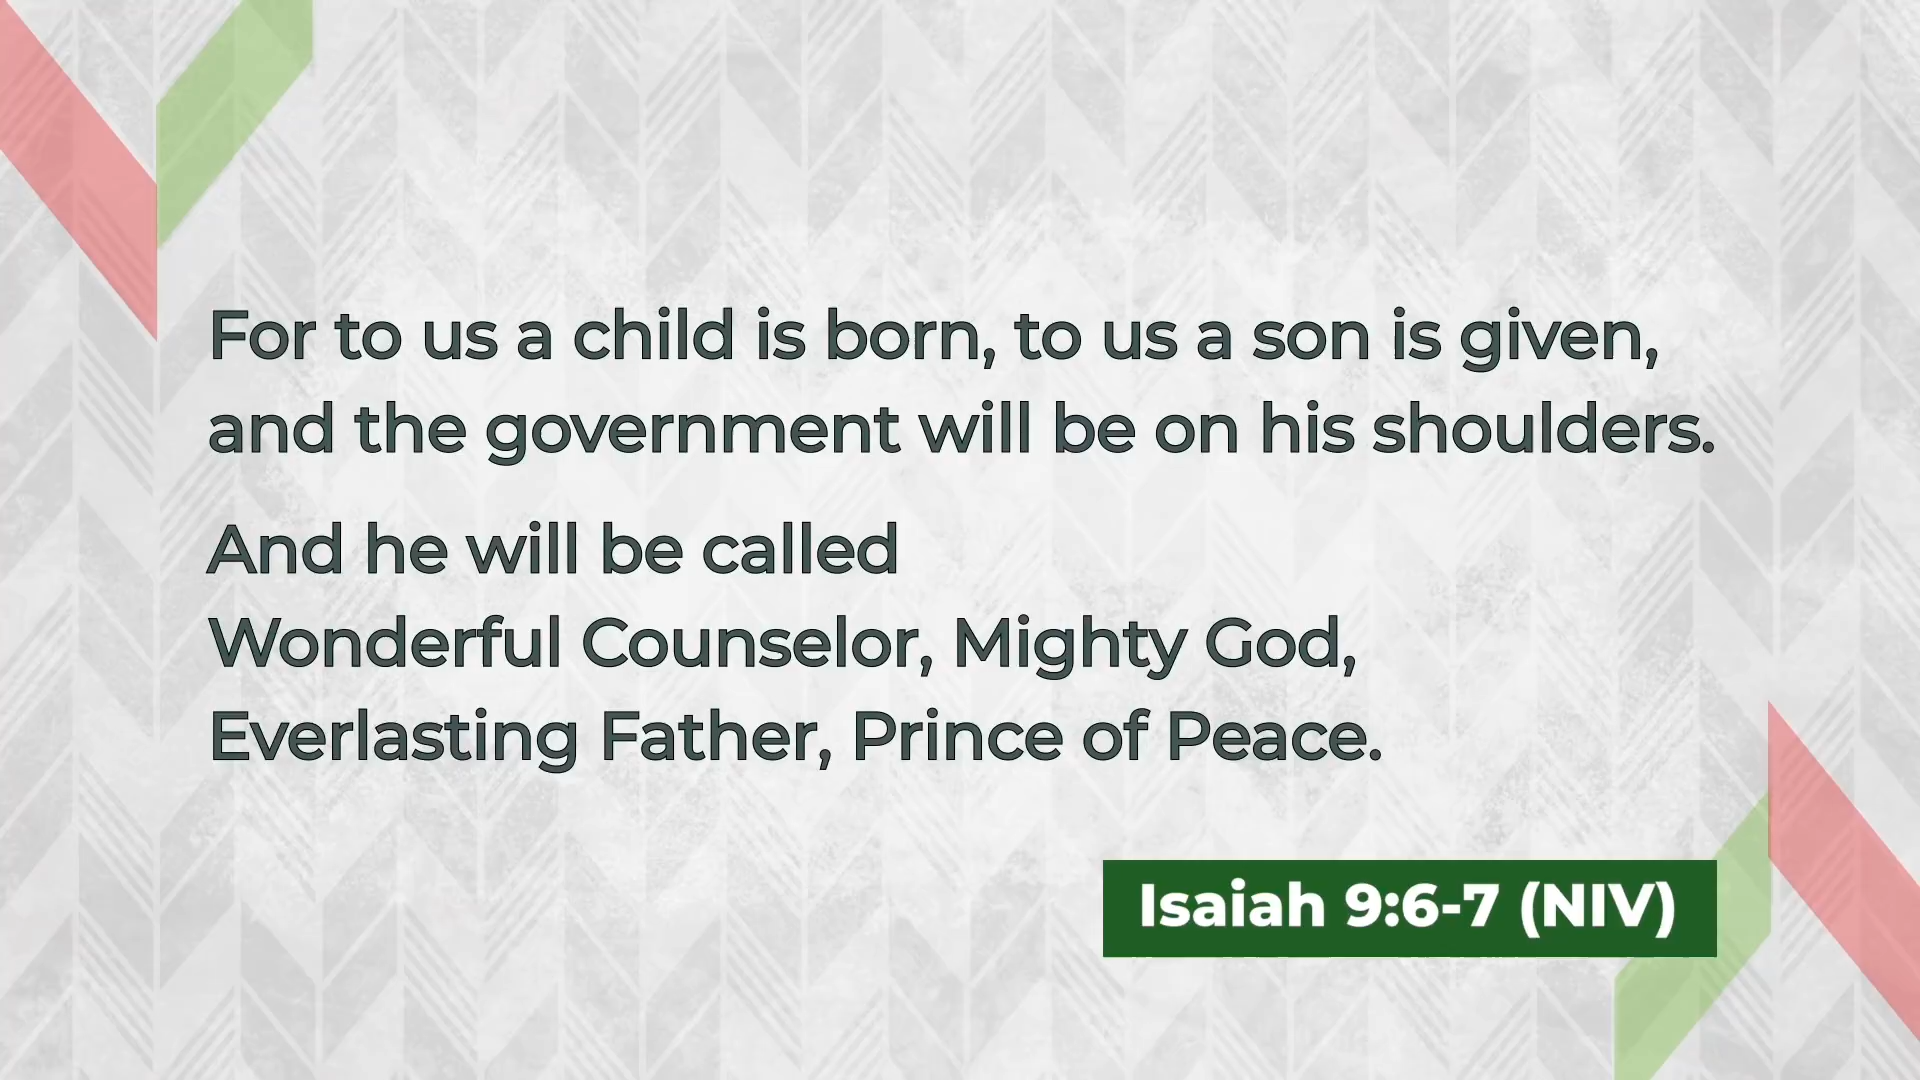 For to us a child is born, to us a son is given,
and the government will be on his shoulders.
And he will be called
Wonderful Counselor, Mighty God,
Everlasting Father, Prince of Peace.
Isaiah 9:6-7 (NIV)